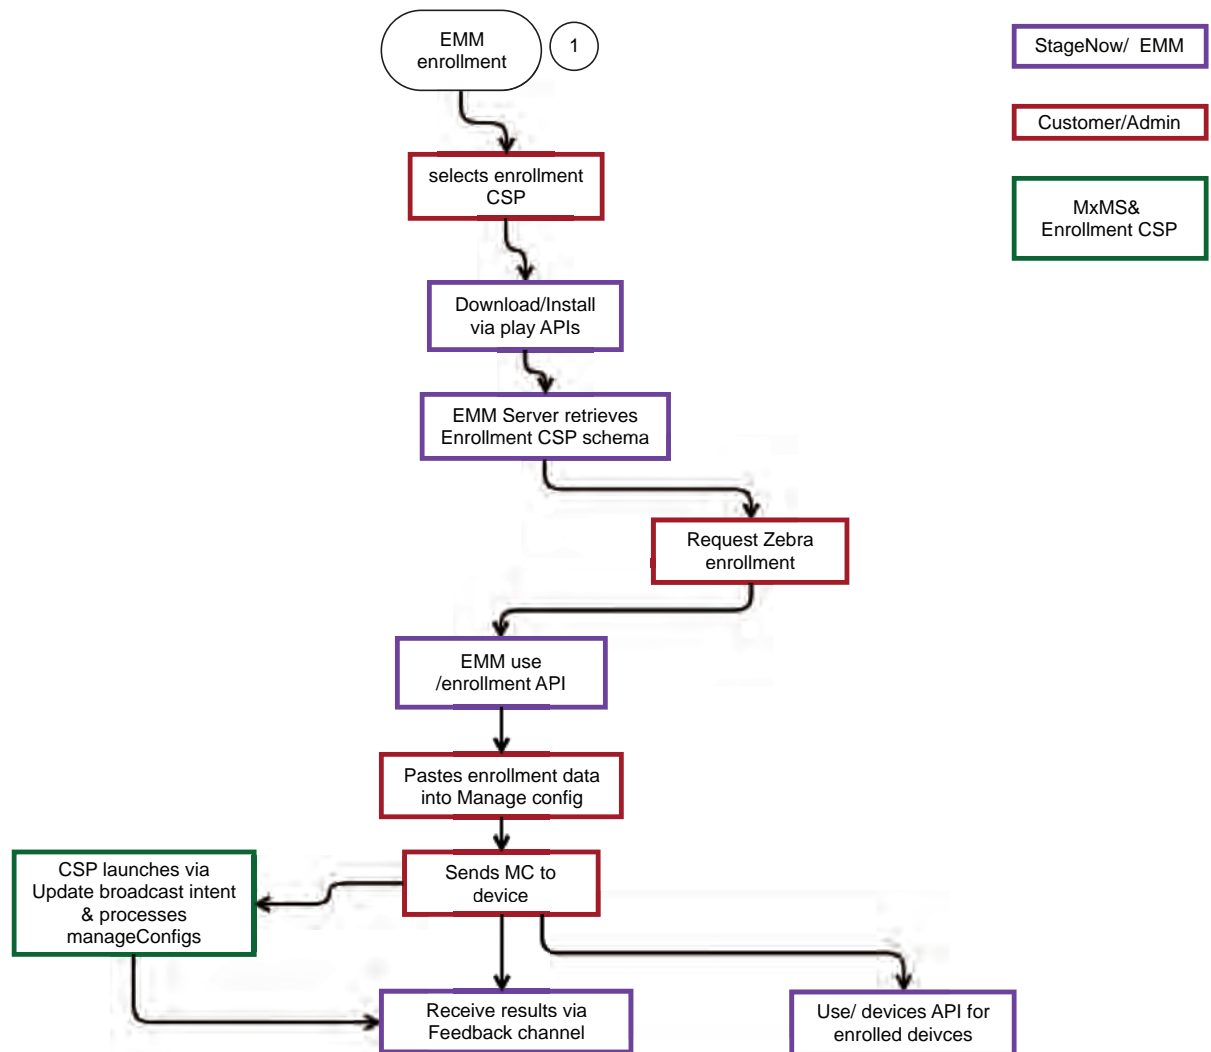 EMM
enrollment
1
StageNow/ EMM
Customer/Admin
MxMS&
Enrollment CSP
selects enrollment
CSP
Download/Install
via play APIs
EMM Server retrieves
Enrollment CSP schema
Request Zebra
enrollment
EMM use
/enrollment API
Pastes enrollment data
into Manage config
CSP launches via
Update broadcast intent
& processes
manageConfigs
Sends MC to
device
Receive results via
Feedback channel
Use/ devices API for
enrolled deivces